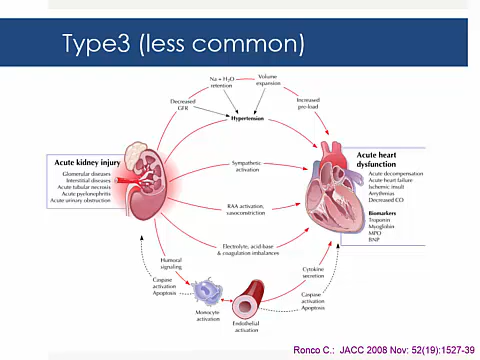 Type3 (less common)
Na + H₂O
retention
Volume
expansion
Decreased
GFR
Increased
pre-load
Hypertension
Acute kidney injury
Glomerular diseases
Interstitial diseases
Acute tubular necrosis
Acute pyelonephritis
Acute urinary obstruction
Sympathetic
activation
RAA activation,
vasoconstriction
Electrolyte, acid-base
& coagulation imbalances
Acute heart
dysfunction
Acute decompensation
Acute heart failure
Ischemic insult
Arrythmias
Decreased CO
Biomarkers
Troponin
Myoglobin
MPO
BNP
Humoral
signaling
Caspase
activation
Apoptosis
Monocyte
activation
Endothelial
activation
Cytokine
secretion
Caspase
activation
Apoptosis
Ronco C.: JACC 2008 Nov: 52(19):1527-39